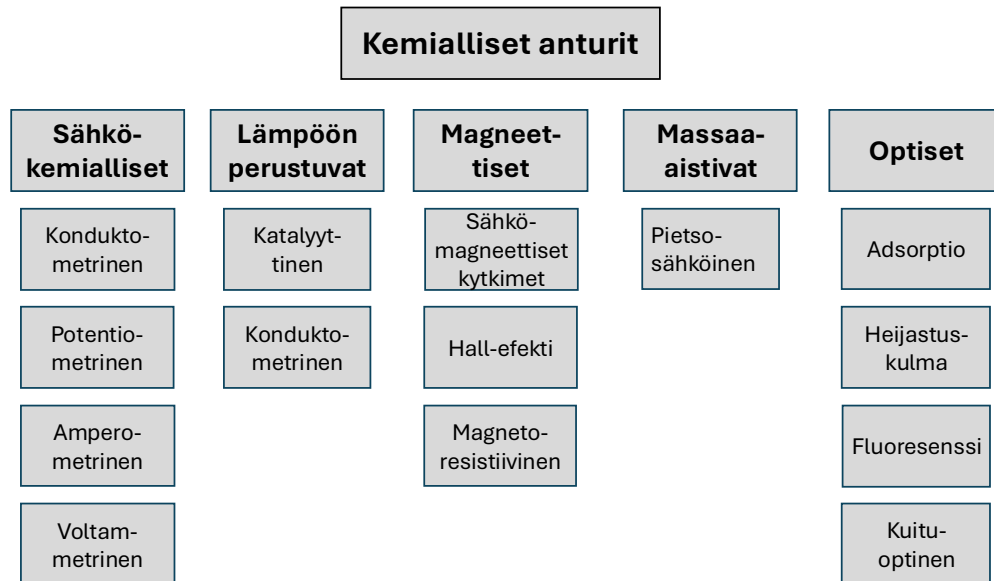 Kemialliset anturit
Sähkö-
kemialliset
Lämpöön
perustuvat
Magneet-
tiset
Massaa-
aistivat
Optiset
Kondukto-
metrinen
Katalyyt-
tinen
Sähkö-
magneettiset
kytkimet
Pietso-
sähköinen
Adsorptio
Potentio-
metrinen
Kondukto-
metrinen
Hall-efekti
Heijastus-
kulma
Ampero-
metrinen
Magneto-
resistiivinen
Fluoresenssi
Voltam-
metrinen
Kuitu-
optinen